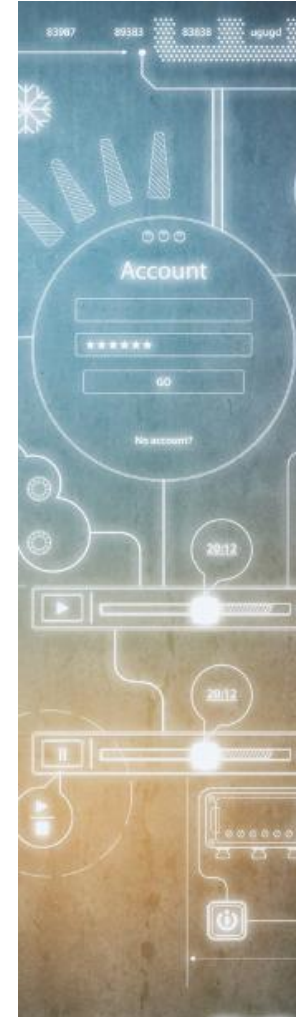 83987 89383 83838 ugugd
Account
******
GO
No account?
20:12
20:12